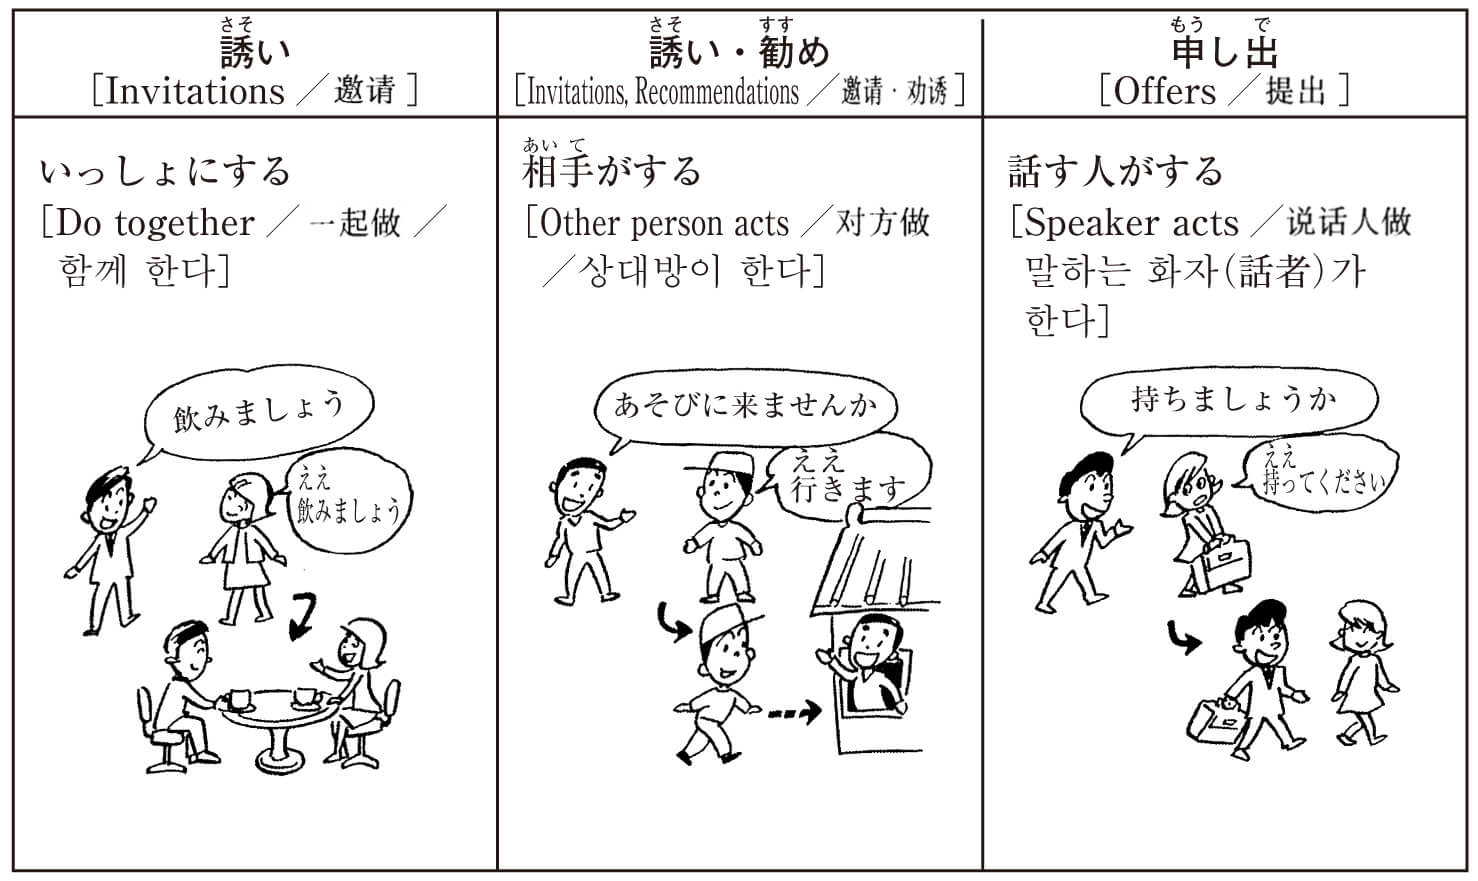 さそ
誘い
[Invitations／邀请]
いっしょにする
[Do together／一起做／
함께 한다]
飲みましょう
ええ
飲みましょう
さそ すす
誘い・勧め
[Invitations, Recommendations／邀请・劝诱]
あい て
相手がする
[Other person acts／对方做
／상대방이 한다]
あそびに来ませんか
ええ
行きます
もう で
申し出
[Offers／提出]
話す人がする
[Speaker acts／说话人做
말하는 화자(話者)가
한다]
持ちましょうか
ええ
持ってください